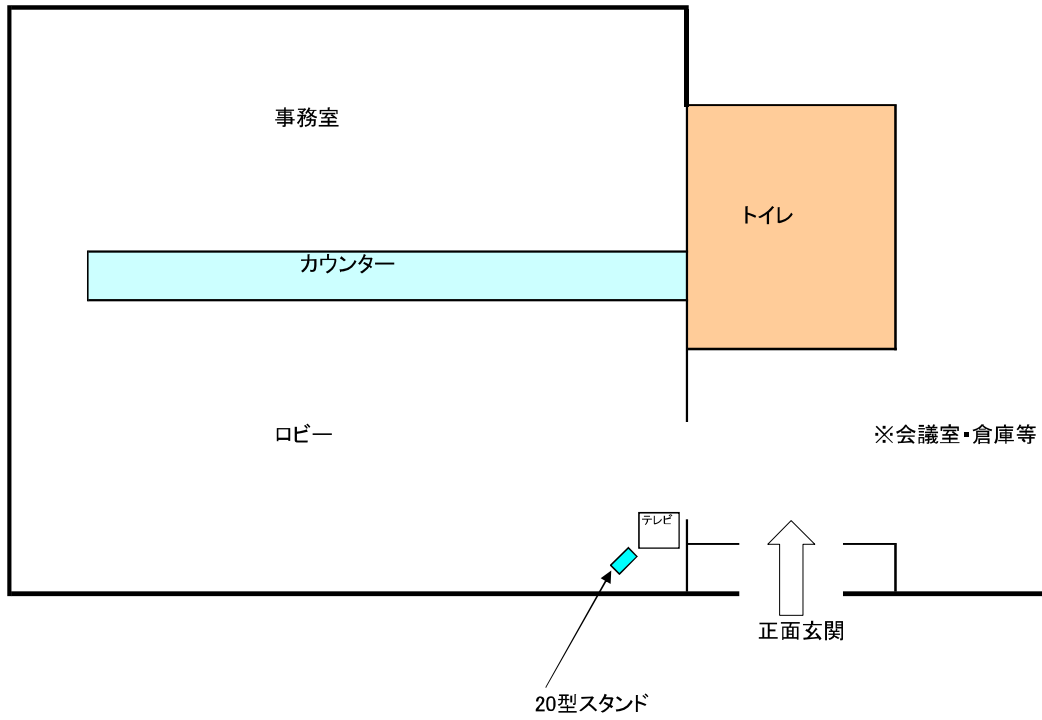 事務室
トイレ
カウンター
ロビー
※会議室・倉庫等
テレビ
正面玄関
20型スタンド